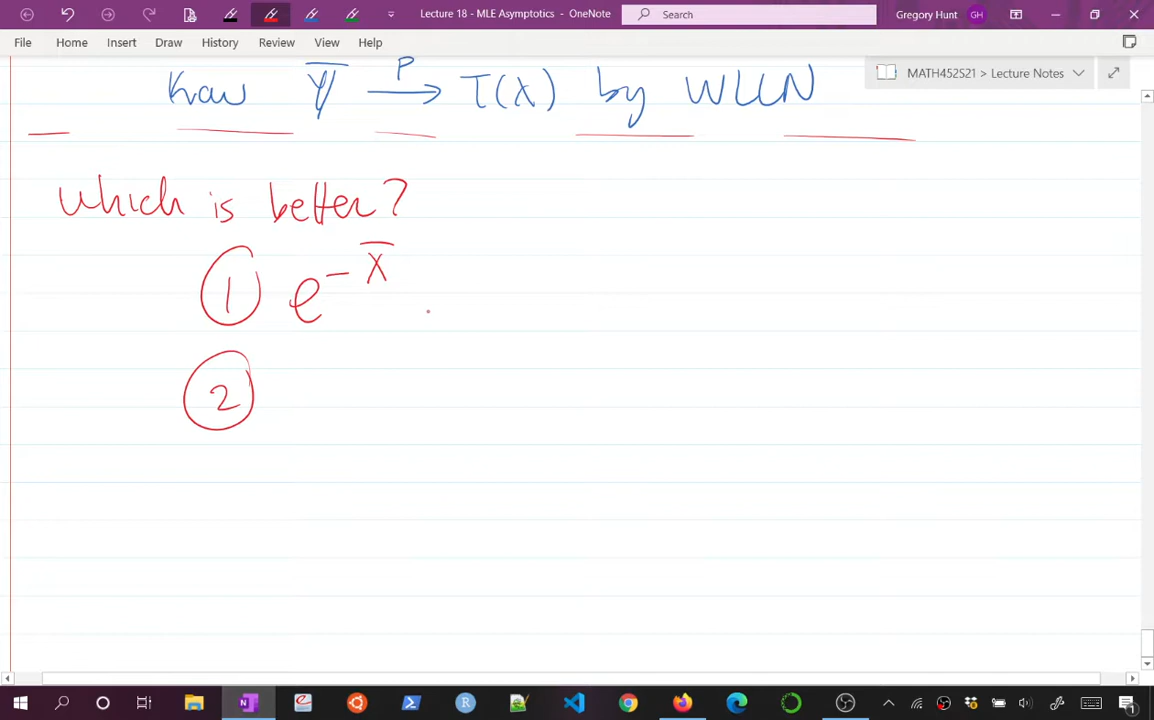 Lecture 18 - MLE Asymptotics - OneNote
Search
Gregory Hunt GH
File Home Insert Draw History Review View Help
MATH452S21 > Lecture Notes
Know Y̅ →ᴾ T(λ) by WLLN
Which is better?
① e^{-X̅}
②